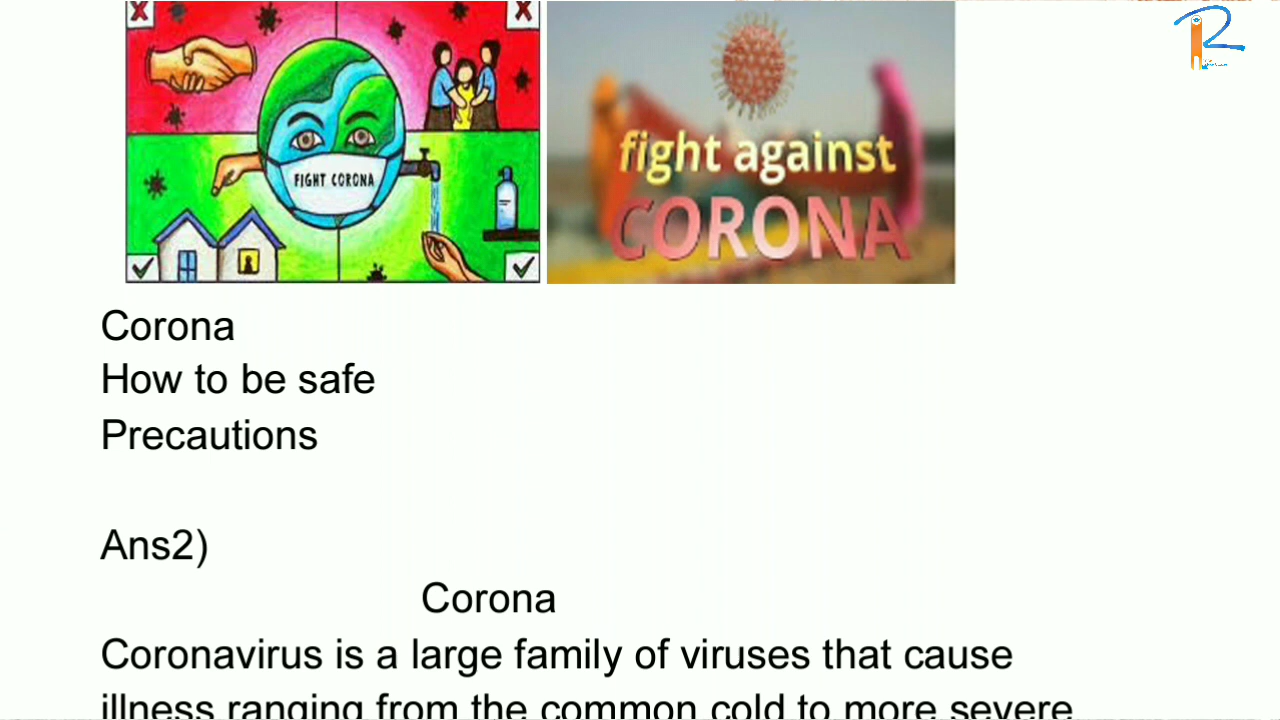 FIGHT CORONA
fight against
CORONA
Corona
How to be safe
Precautions
Ans2)
Corona
Coronavirus is a large family of viruses that cause
illness ranging from the common cold to more severe